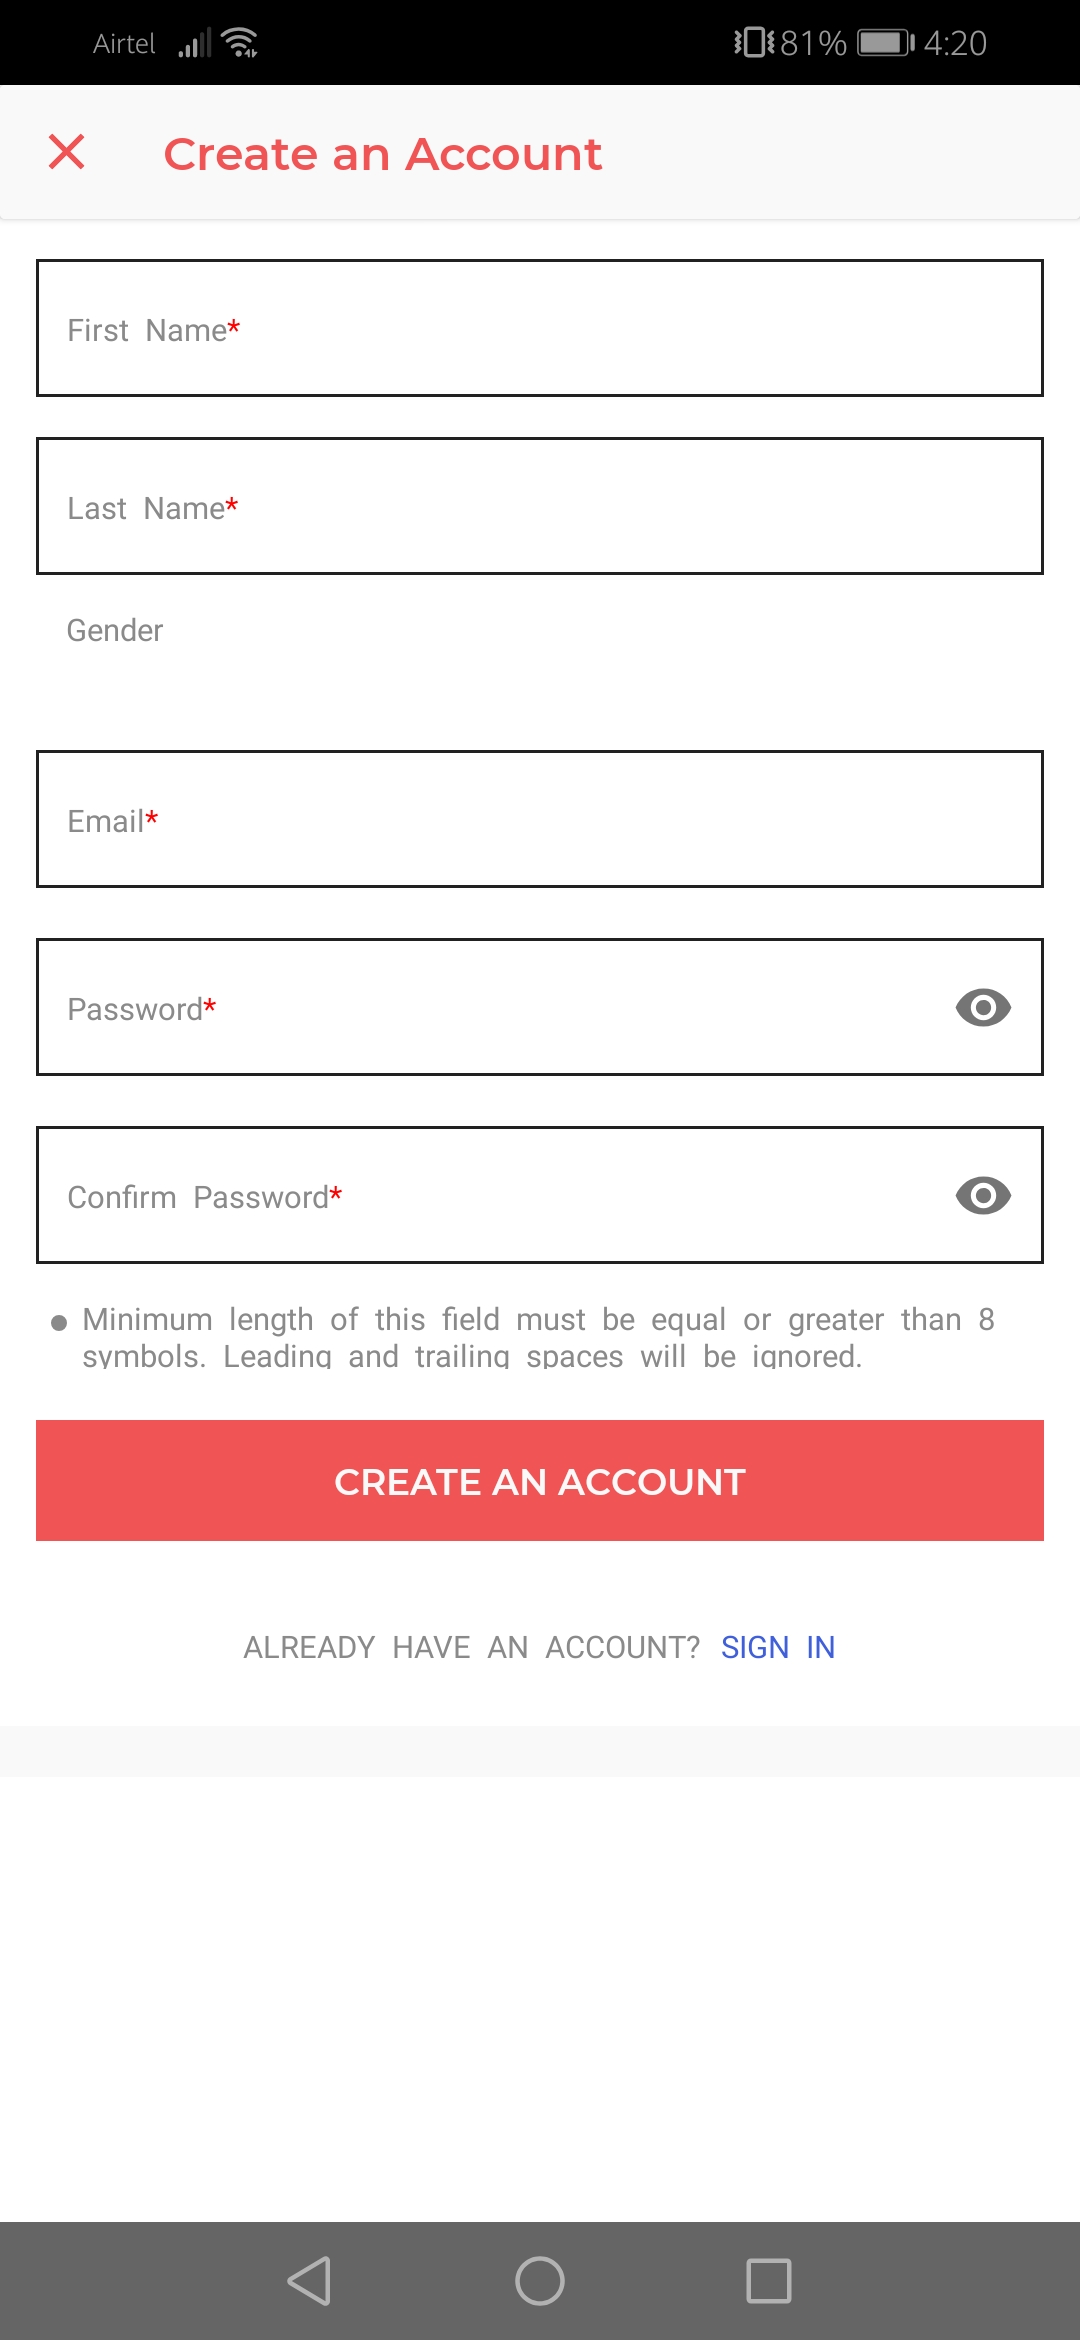 Airtel 81% 4:20
Create an Account
First Name*
Last Name*
Gender
Email*
Password*
Confirm Password*
Minimum length of this field must be equal or greater than 8
symbols. Leading and trailing spaces will be ignored.
CREATE AN ACCOUNT
ALREADY HAVE AN ACCOUNT? SIGN IN